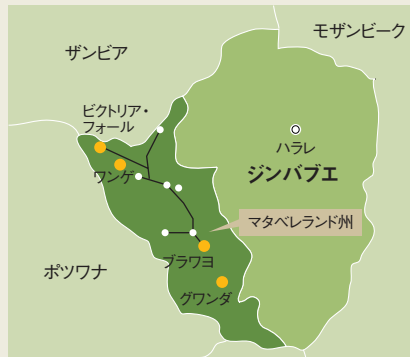 モザンビーク
ザンビア
ビクトリア・
フォール
ハラレ
ワンゲ
ジンバブエ
マタベレランド州
ポツワナ
ブラワヨ
グワンダ